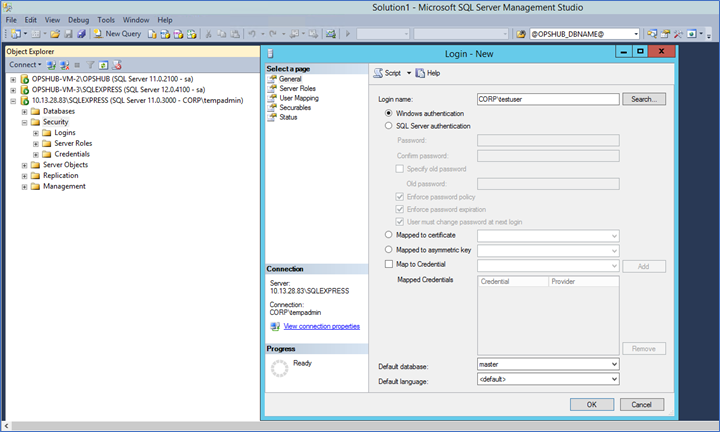 Solution1 - Microsoft SQL Server Management Studio
File Edit View Debug Tools Window Help
New Query
@OPSHUB_DBNAME@
Object Explorer
Connect
OPSHUB-VM-2\OPSHUB (SQL Server 11.0.2100 - sa)
OPSHUB-VM-3\SQLEXPRESS (SQL Server 12.0.4100 - sa)
10.13.28.83\SQLEXPRESS (SQL Server 11.0.3000 - CORP\tempadmin)
Databases
Security
Logins
Server Roles
Credentials
Server Objects
Replication
Management
Login - New
Select a page
General
Server Roles
User Mapping
Securables
Status
Connection
Server:
10.13.28.83\SQLEXPRESS
Connection:
CORP\tempadmin
View connection properties
Progress
Ready
Script Help
Login name: CORP\testuser Search...
Windows authentication
SQL Server authentication
Password:
Confirm password:
Specify old password
Old password:
Enforce password policy
Enforce password expiration
User must change password at next login
Mapped to certificate
Mapped to asymmetric key
Map to Credential Add
Mapped Credentials Credential Provider
Remove
Default database: master
Default language: <default>
OK Cancel